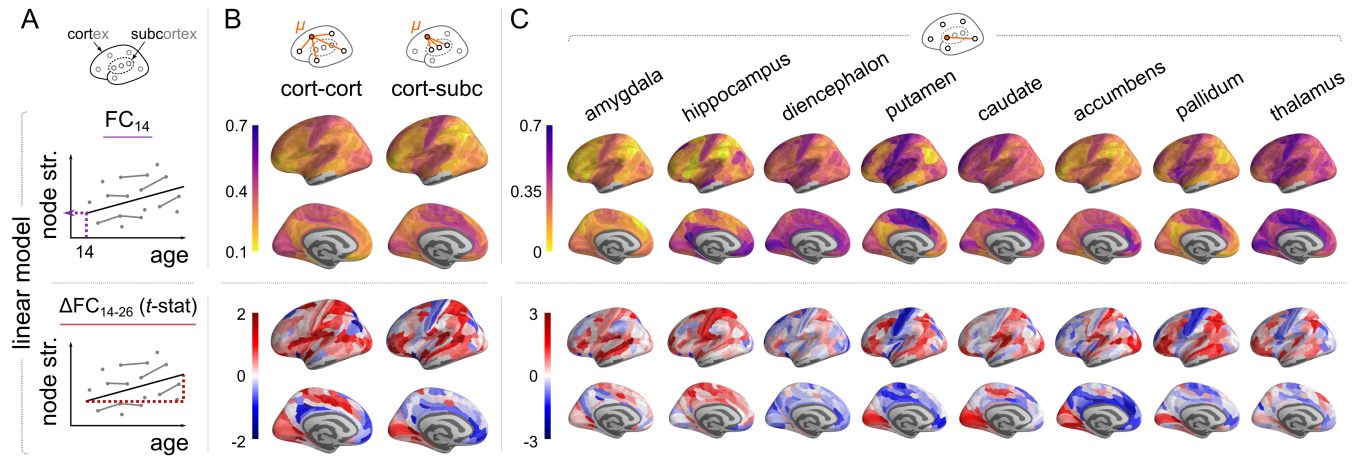 A
cortex
subcortex
linear model
FC14
node str.
14
age
ΔFC14-26 (t-stat)
node str.
age
B
μ
μ
cort-cort
cort-subc
0.7
0.4
0.1
2
0
-2
C
amygdala
hippocampus
diencephalon
putamen
caudate
accumbens
pallidum
thalamus
0.7
0.35
0
3
0
-3